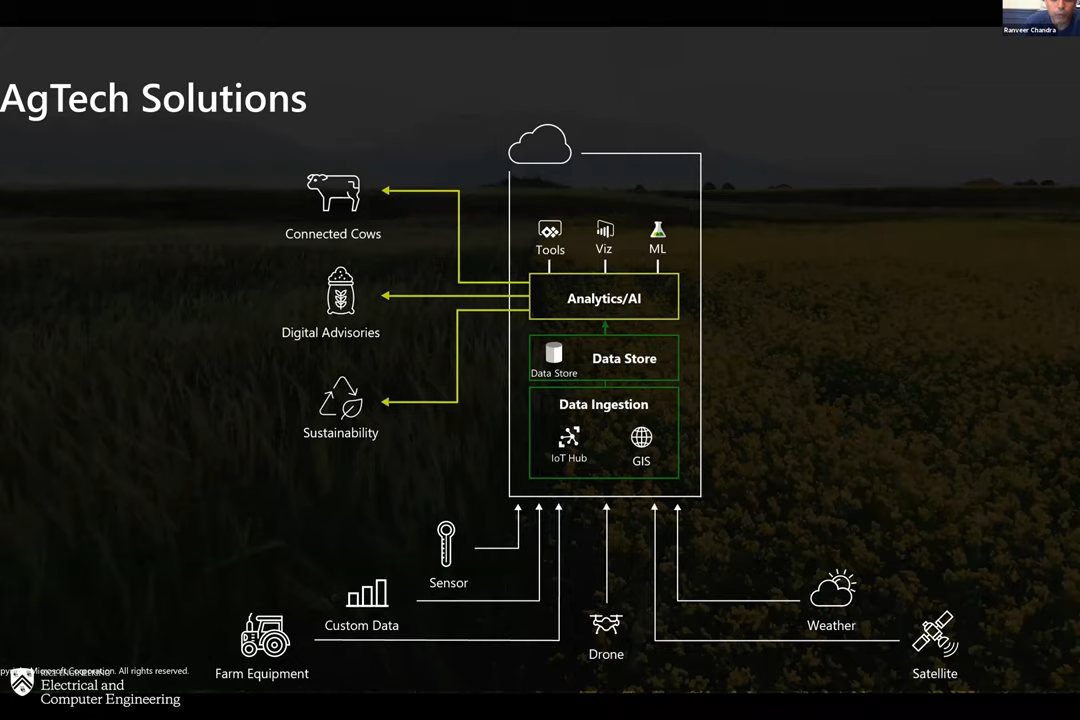 Ranveer Chandra
AgTech Solutions
Connected Cows
Digital Advisories
Sustainability
Tools
Viz
ML
Analytics/AI
Data Store
Data Store
Data Ingestion
IoT Hub
GIS
Sensor
Custom Data
Farm Equipment
Drone
Weather
Satellite
Microsoft Corporation. All rights reserved.
Electrical and
Computer Engineering